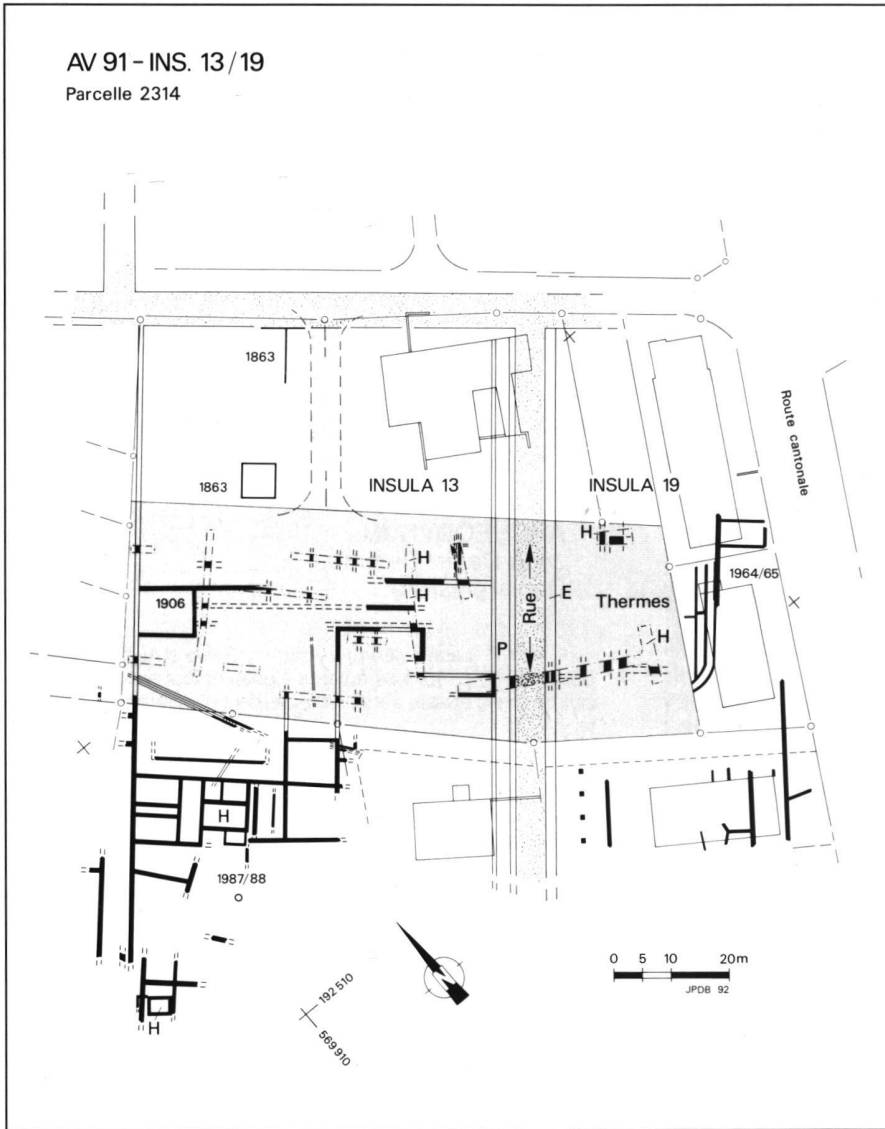 AV 91 – INS. 13/19
Parcelle 2314
1863
Route cantonale
1863
INSULA 13
INSULA 19
H
H
H
1964/65
1906
Rue
E
Thermes
H
P
H
1987/88
0 5 10 20m
JPDB 92
192 510
569 910
H